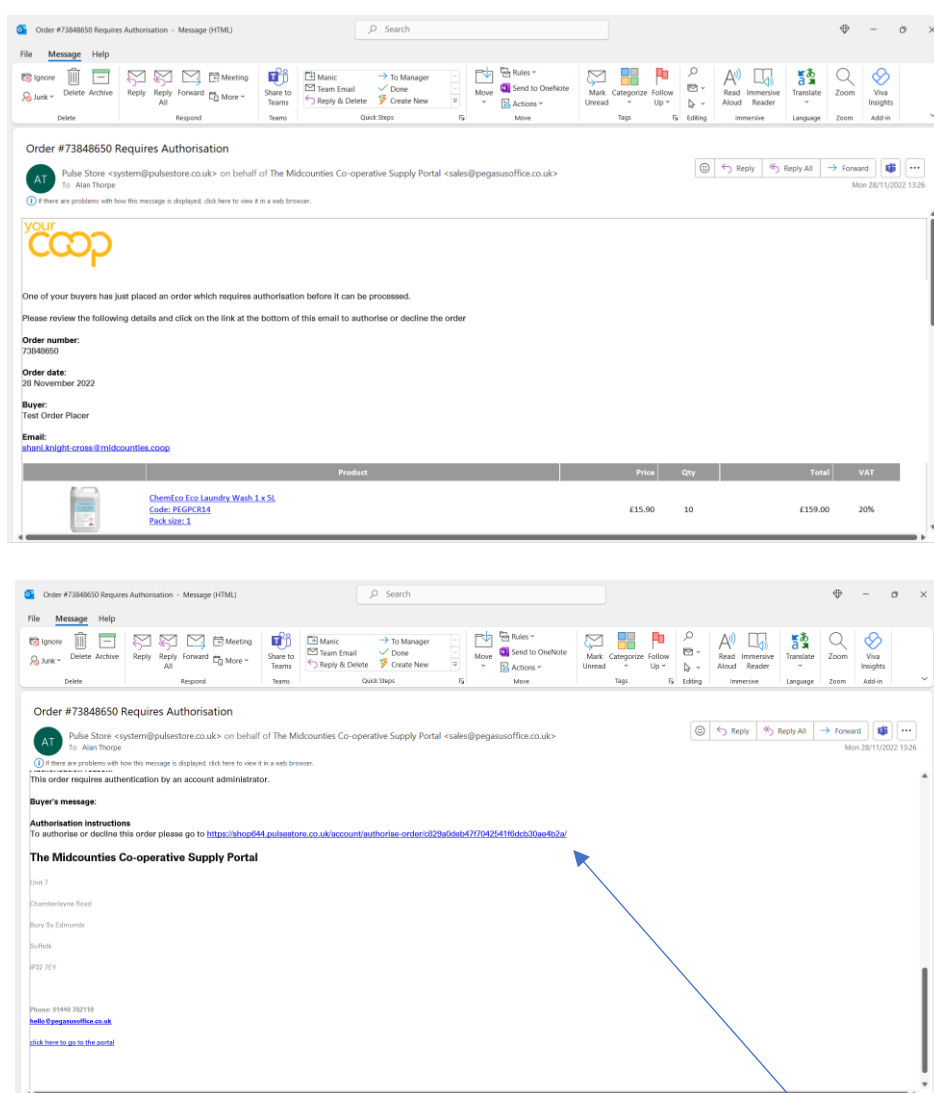 Order #73848650 Requires Authorisation - Message (HTML)
Search
File Message Help
Ignore
Junk
Delete Archive
Reply Reply All Forward
Meeting
More
Share to Teams
Manic
Team Email
Reply & Delete
To Manager
Done
Create New
Move
Rules
Send to OneNote
Actions
Mark Unread
Categorize
Follow Up
Read Aloud
Immersive Reader
Translate
Zoom
Viva Insights
Delete Respond Teams Quick Steps Move Tags Editing Immersive Language Zoom Add-in
Order #73848650 Requires Authorisation
AT
Pulse Store <system@pulsestore.co.uk> on behalf of The Midcounties Co-operative Supply Portal <sales@pegasusoffice.co.uk>
To Alan Thorpe
Reply Reply All Forward
Mon 28/11/2022 13:26
If there are problems with how this message is displayed, click here to view it in a web browser.
your
coop
One of your buyers has just placed an order which requires authorisation before it can be processed.
Please review the following details and click on the link at the bottom of this email to authorise or decline the order
Order number:
73848650
Order date:
28 November 2022
Buyer:
Test Order Placer
Email:
shani.knight-cross@midcounties.coop
Product Price Qty Total VAT
ChemEco Eco Laundry Wash 1 x 5L
Code: PEGPCR14
Pack size: 1
£15.90 10 £159.00 20%
Order #73848650 Requires Authorisation - Message (HTML)
Search
File Message Help
Ignore
Junk
Delete Archive
Reply Reply All Forward
Meeting
More
Share to Teams
Manic
Team Email
Reply & Delete
To Manager
Done
Create New
Move
Rules
Send to OneNote
Actions
Mark Unread
Categorize
Follow Up
Read Aloud
Immersive Reader
Translate
Zoom
Viva Insights
Delete Respond Teams Quick Steps Move Tags Editing Immersive Language Zoom Add-in
Order #73848650 Requires Authorisation
AT
Pulse Store <system@pulsestore.co.uk> on behalf of The Midcounties Co-operative Supply Portal <sales@pegasusoffice.co.uk>
To Alan Thorpe
Reply Reply All Forward
Mon 28/11/2022 13:26
If there are problems with how this message is displayed, click here to view it in a web browser.
This order requires authentication by an account administrator.
Buyer's message:
Authorisation instructions
To authorise or decline this order please go to https://shop644.pulsestore.co.uk/account/authorise-order/c829a0deb47f7042541f6dcb30ae4b2a/
The Midcounties Co-operative Supply Portal
Unit 7
Chamberlayne Road
Bury Sy Edmunds
Suffolk
IP32 7EY
Phone: 01440 702110
hello@pegasusoffice.co.uk
click here to go to the portal